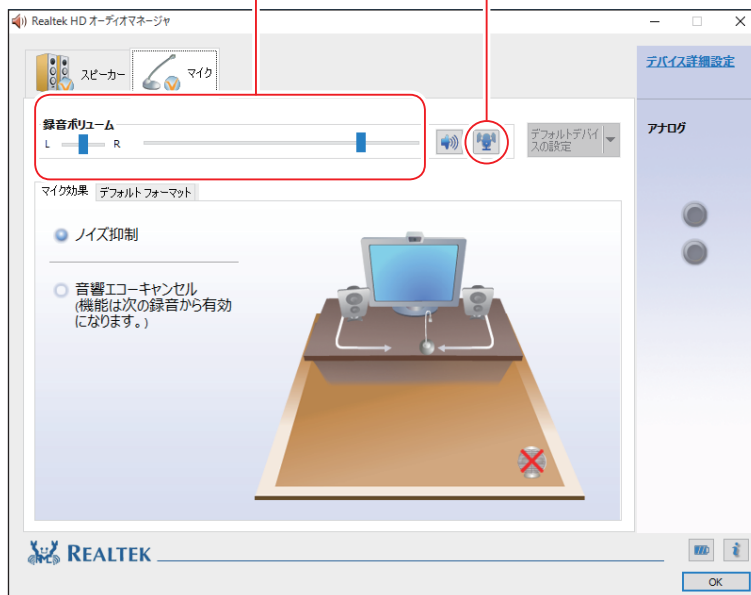 Realtek HD オーディオマネージャ
スピーカー
マイク
デバイス詳細設定
録音ボリューム
L
R
デフォルトデバイ
スの設定
アナログ
マイク効果
デフォルト フォーマット
ノイズ抑制
音響エコーキャンセル
(機能は次の録音から有効
になります。)
REALTEK
OK